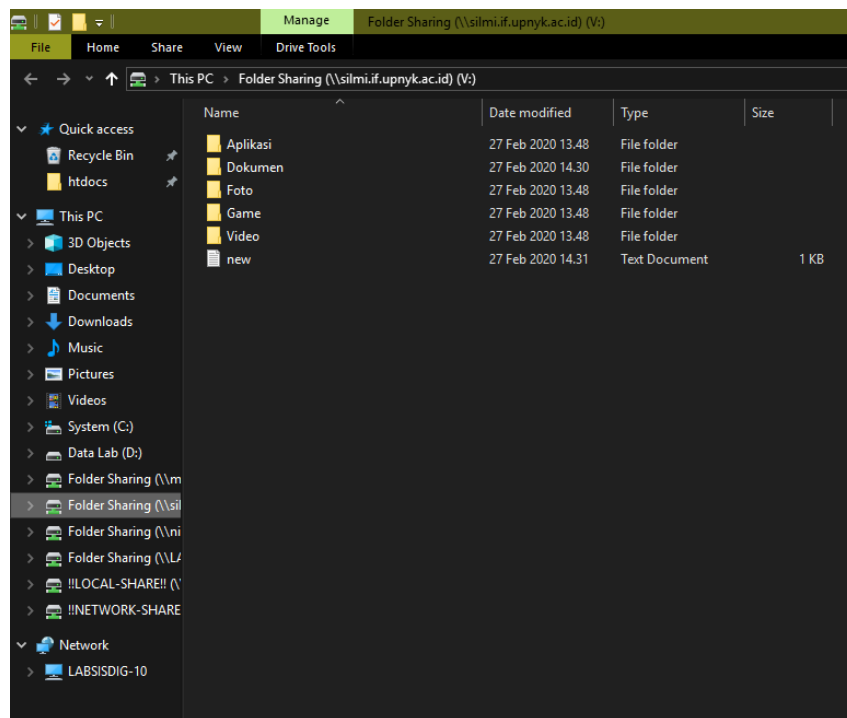 Manage Folder Sharing (\\silmi.if.upnyk.ac.id) (V:)
File Home Share View Drive Tools
This PC > Folder Sharing (\\silmi.if.upnyk.ac.id) (V:)
Name Date modified Type Size
Quick access
Recycle Bin
htdocs
This PC
3D Objects
Desktop
Documents
Downloads
Music
Pictures
Videos
System (C:)
Data Lab (D:)
Folder Sharing (\\m
Folder Sharing (\\sil
Folder Sharing (\\ni
Folder Sharing (\\LA
!!LOCAL-SHARE!! (\
!!NETWORK-SHARE
Network
LABSISDIG-10
Aplikasi 27 Feb 2020 13.48 File folder
Dokumen 27 Feb 2020 14.30 File folder
Foto 27 Feb 2020 13.48 File folder
Game 27 Feb 2020 13.48 File folder
Video 27 Feb 2020 13.48 File folder
new 27 Feb 2020 14.31 Text Document 1 KB